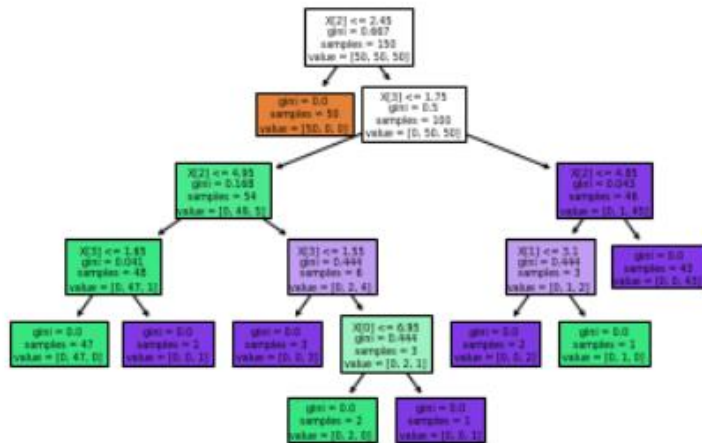 X[2] <= 2.45
gini = 0.667
samples = 150
value = [50, 50, 50]
gini = 0.0
samples = 50
value = [50, 0, 0]
X[3] <= 1.75
gini = 0.5
samples = 100
value = [0, 50, 50]
X[2] <= 4.95
gini = 0.168
samples = 54
value = [0, 49, 5]
X[2] <= 4.85
gini = 0.043
samples = 46
value = [0, 1, 45]
X[3] <= 1.65
gini = 0.041
samples = 48
value = [0, 47, 1]
X[3] <= 1.55
gini = 0.444
samples = 6
value = [0, 2, 4]
X[1] <= 3.1
gini = 0.444
samples = 3
value = [0, 1, 2]
gini = 0.0
samples = 43
value = [0, 0, 43]
gini = 0.0
samples = 47
value = [0, 47, 0]
gini = 0.0
samples = 1
value = [0, 0, 1]
gini = 0.0
samples = 3
value = [0, 0, 3]
X[0] <= 6.95
gini = 0.444
samples = 3
value = [0, 2, 1]
gini = 0.0
samples = 2
value = [0, 0, 2]
gini = 0.0
samples = 1
value = [0, 1, 0]
gini = 0.0
samples = 2
value = [0, 2, 0]
gini = 0.0
samples = 1
value = [0, 0, 1]